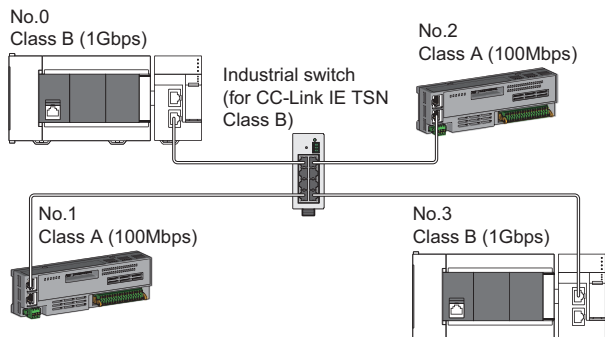 No.0
Class B (1Gbps)
No.2
Class A (100Mbps)
Industrial switch
(for CC-Link IE TSN
Class B)
No.1
Class A (100Mbps)
No.3
Class B (1Gbps)